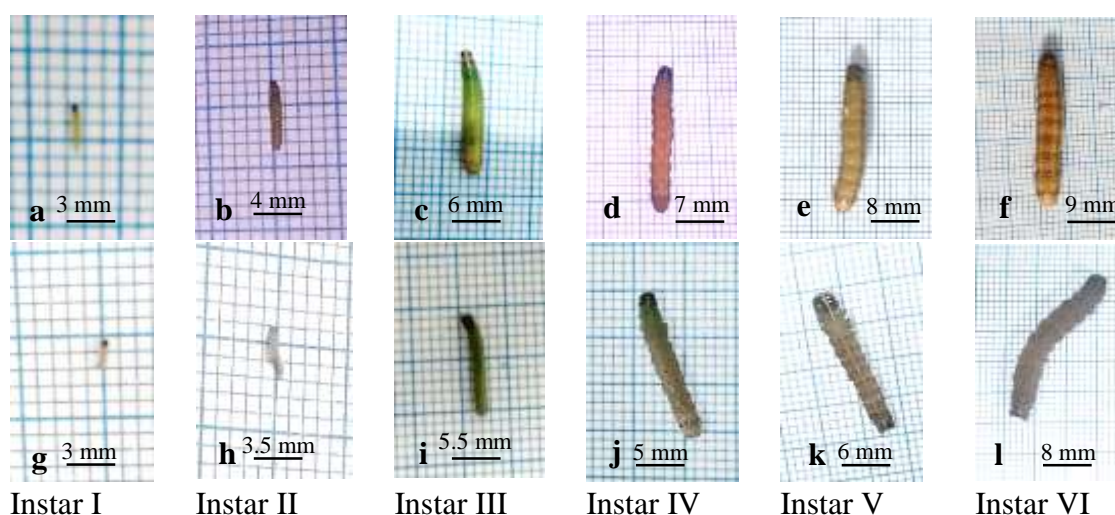 a 3 mm
b 4 mm
c 6 mm
d 7 mm
e 8 mm
f 9 mm
g 3 mm
h 3.5 mm
i 5.5 mm
j 5 mm
k 6 mm
l 8 mm
Instar I
Instar II
Instar III
Instar IV
Instar V
Instar VI